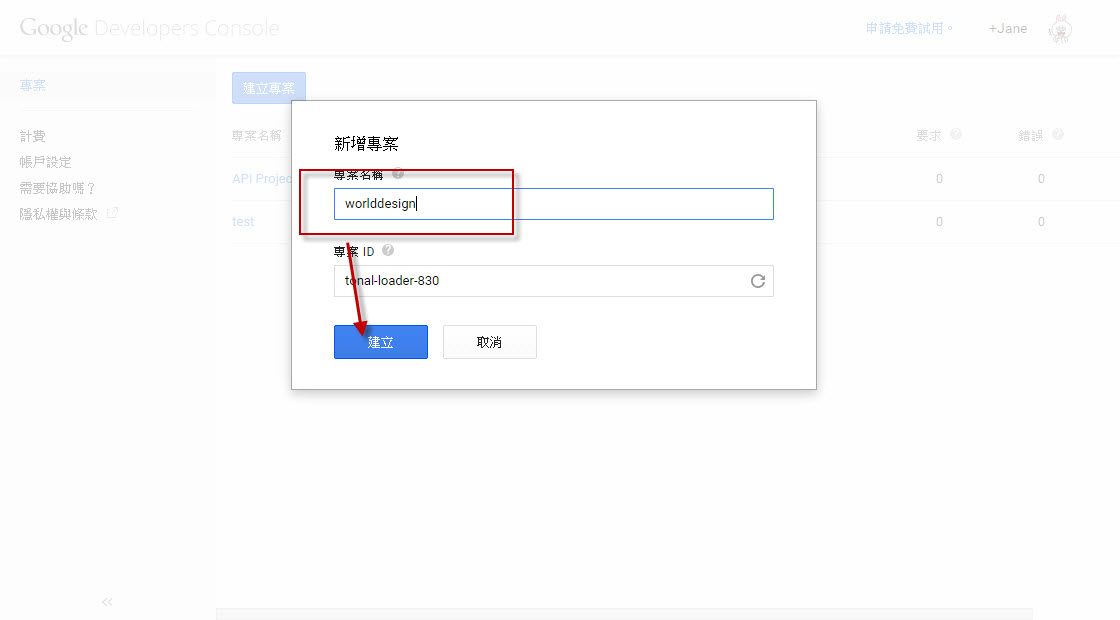 Google Developers Console
申請免費試用。
+Jane
專案
計費
帳戶設定
需要協助嗎？
隱私權與條款
建立專案
專案名稱
要求
錯誤
API Projec
0
0
test
0
0
新增專案
專案名稱
worlddesign
專案 ID
tonal-loader-830
建立
取消